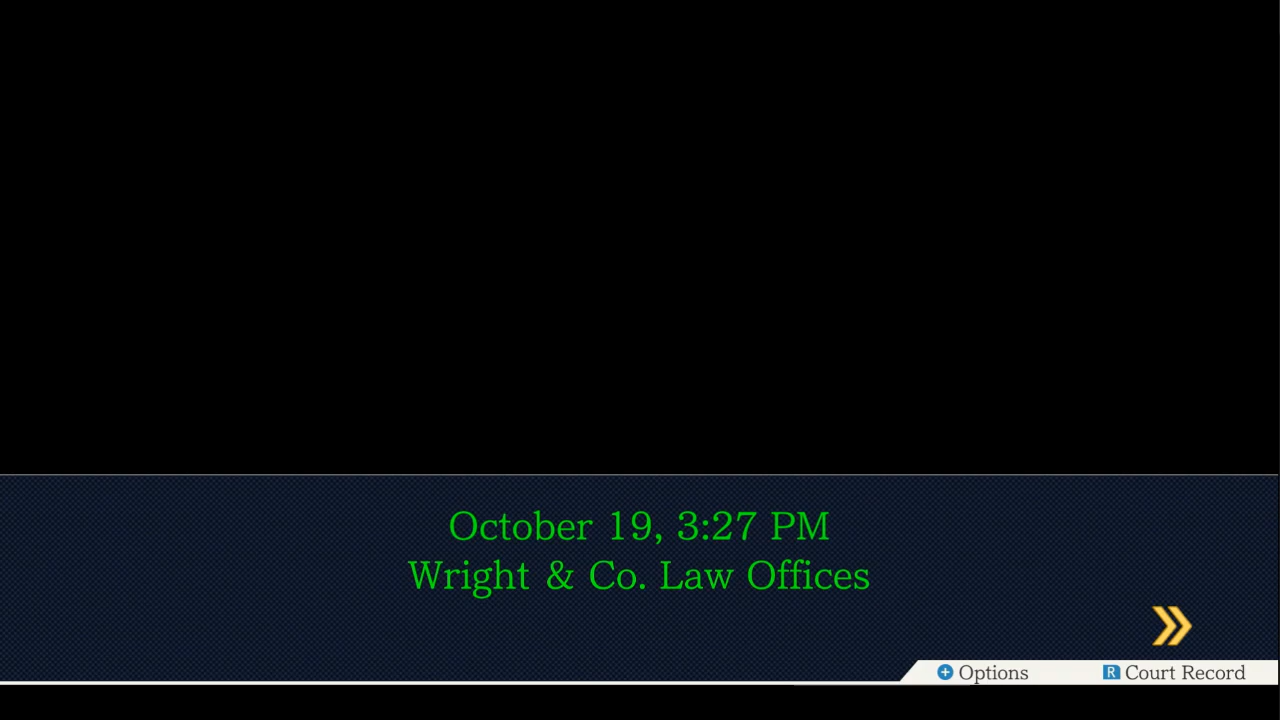 October 19, 3:27 PM
Wright & Co. Law Offices
+ Options R Court Record